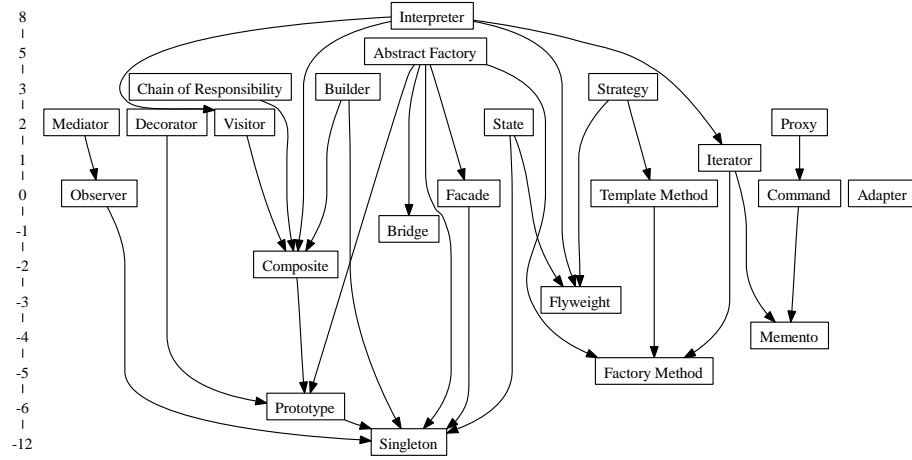 8 Interpreter
5 Abstract Factory
3 Chain of Responsibility Builder Strategy
2 Mediator Decorator Visitor State Proxy
1 Iterator
0 Observer Facade Template Method Command Adapter
-1 Bridge
-2 Composite
-3 Flyweight
-4 Memento
-5 Factory Method
-6 Prototype
-12 Singleton